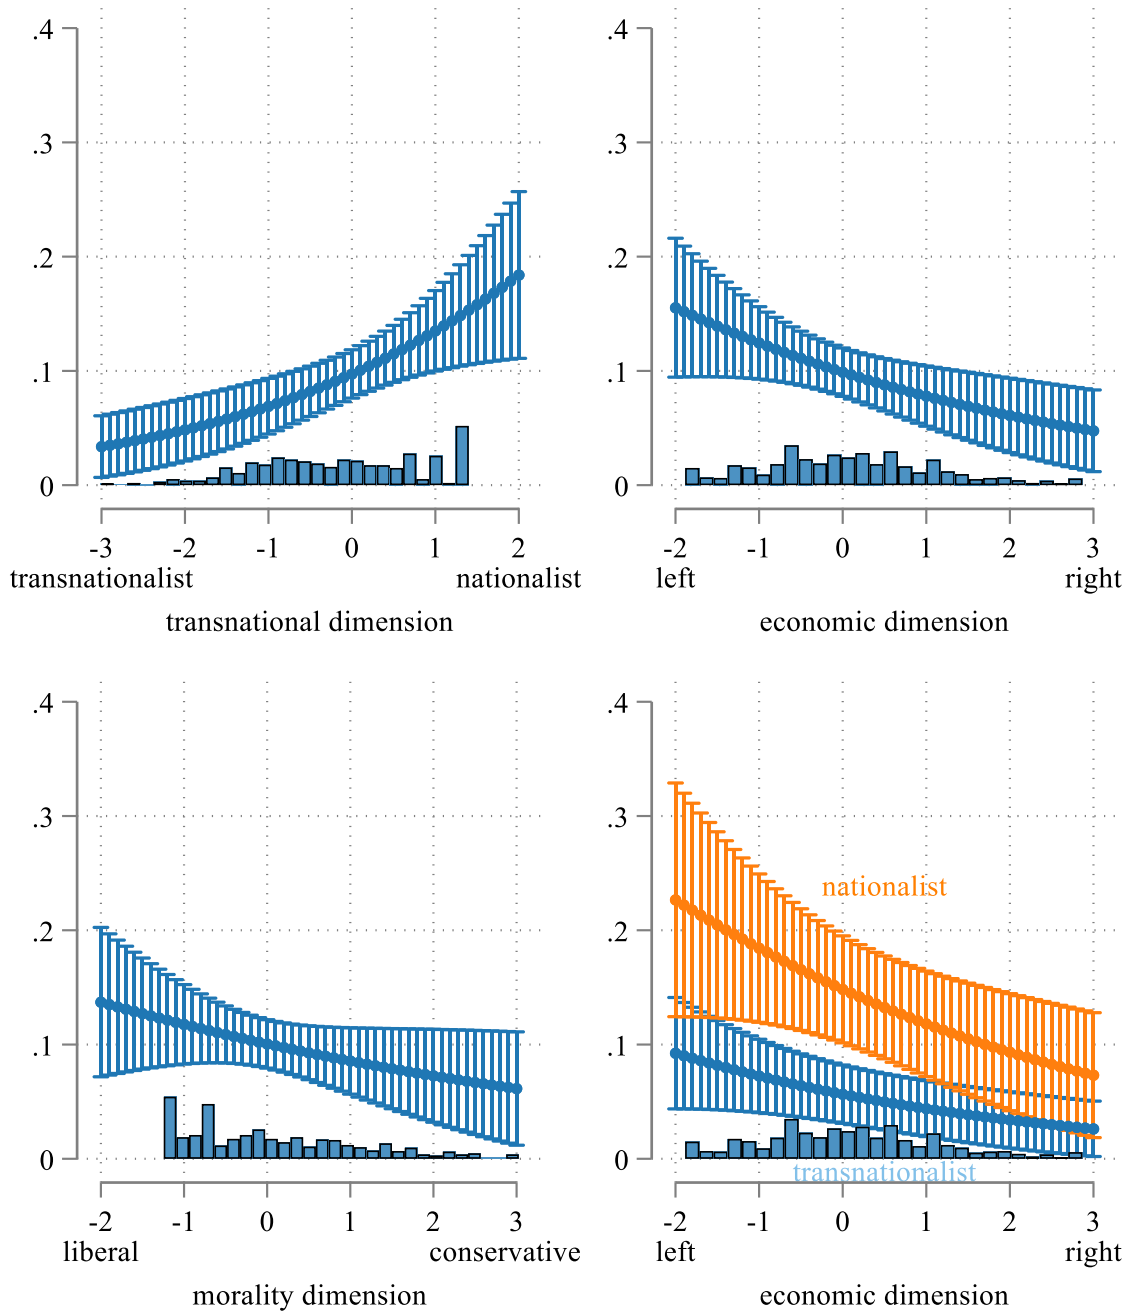 .4
.3
.2
.1
0
-3 -2 -1 0 1 2
transnationalist nationalist
transnational dimension
.4
.3
.2
.1
0
-2 -1 0 1 2 3
left right
economic dimension
.4
.3
.2
.1
0
-2 -1 0 1 2 3
liberal conservative
morality dimension
.4
.3
.2
.1
0
nationalist
transnationalist
-2 -1 0 1 2 3
left right
economic dimension